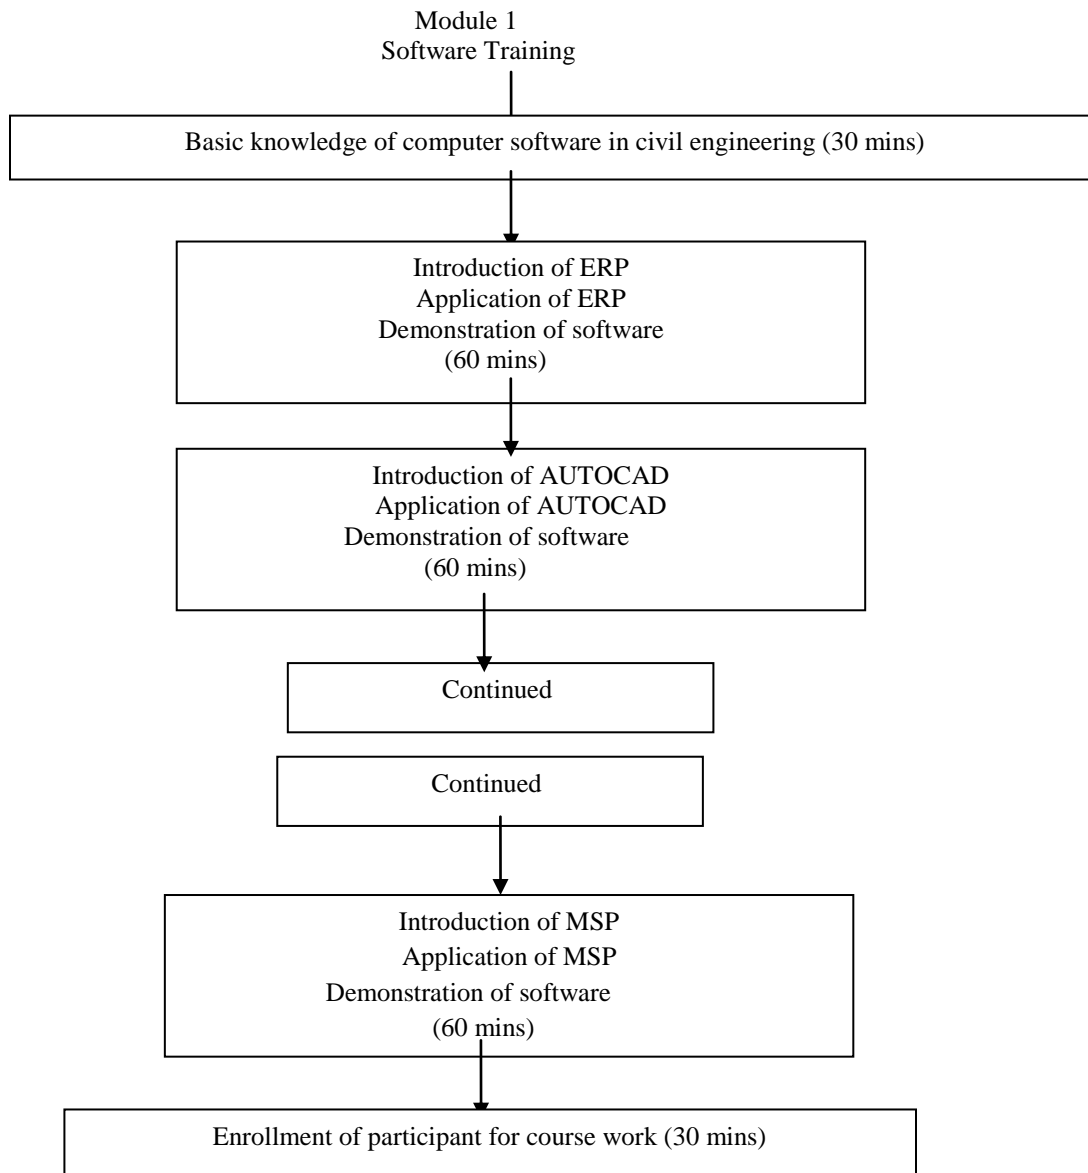 Module 1
Software Training
Basic knowledge of computer software in civil engineering (30 mins)
Introduction of ERP
Application of ERP
Demonstration of software
(60 mins)
Introduction of AUTOCAD
Application of AUTOCAD
Demonstration of software
(60 mins)
Continued
Continued
Introduction of MSP
Application of MSP
Demonstration of software
(60 mins)
Enrollment of participant for course work (30 mins)